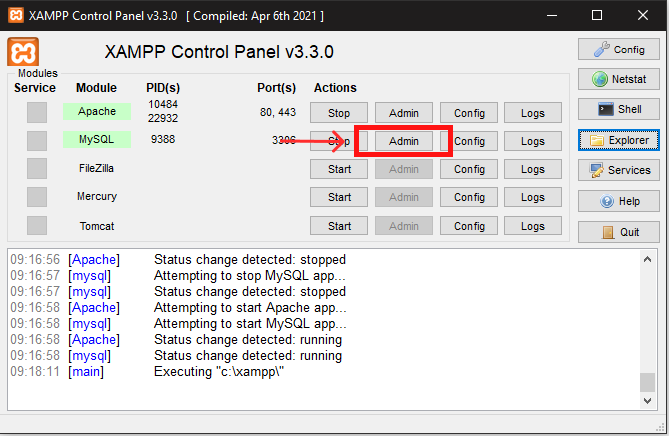 XAMPP Control Panel v3.3.0 [ Compiled: Apr 6th 2021 ]
XAMPP Control Panel v3.3.0
Config
Modules
Service Module PID(s) Port(s) Actions
Netstat
Apache 10484 22932 80, 443 Stop Admin Config Logs
Shell
MySQL 9388 3306 Stop Admin Config Logs
Explorer
FileZilla Start Admin Config Logs
Services
Mercury Start Admin Config Logs
Help
Tomcat Start Admin Config Logs
Quit
09:16:56 [Apache] Status change detected: stopped
09:16:57 [mysql] Attempting to stop MySQL app...
09:16:57 [mysql] Status change detected: stopped
09:16:58 [Apache] Attempting to start Apache app...
09:16:58 [mysql] Attempting to start MySQL app...
09:16:58 [Apache] Status change detected: running
09:16:58 [mysql] Status change detected: running
09:18:11 [main] Executing "c:\xampp\"